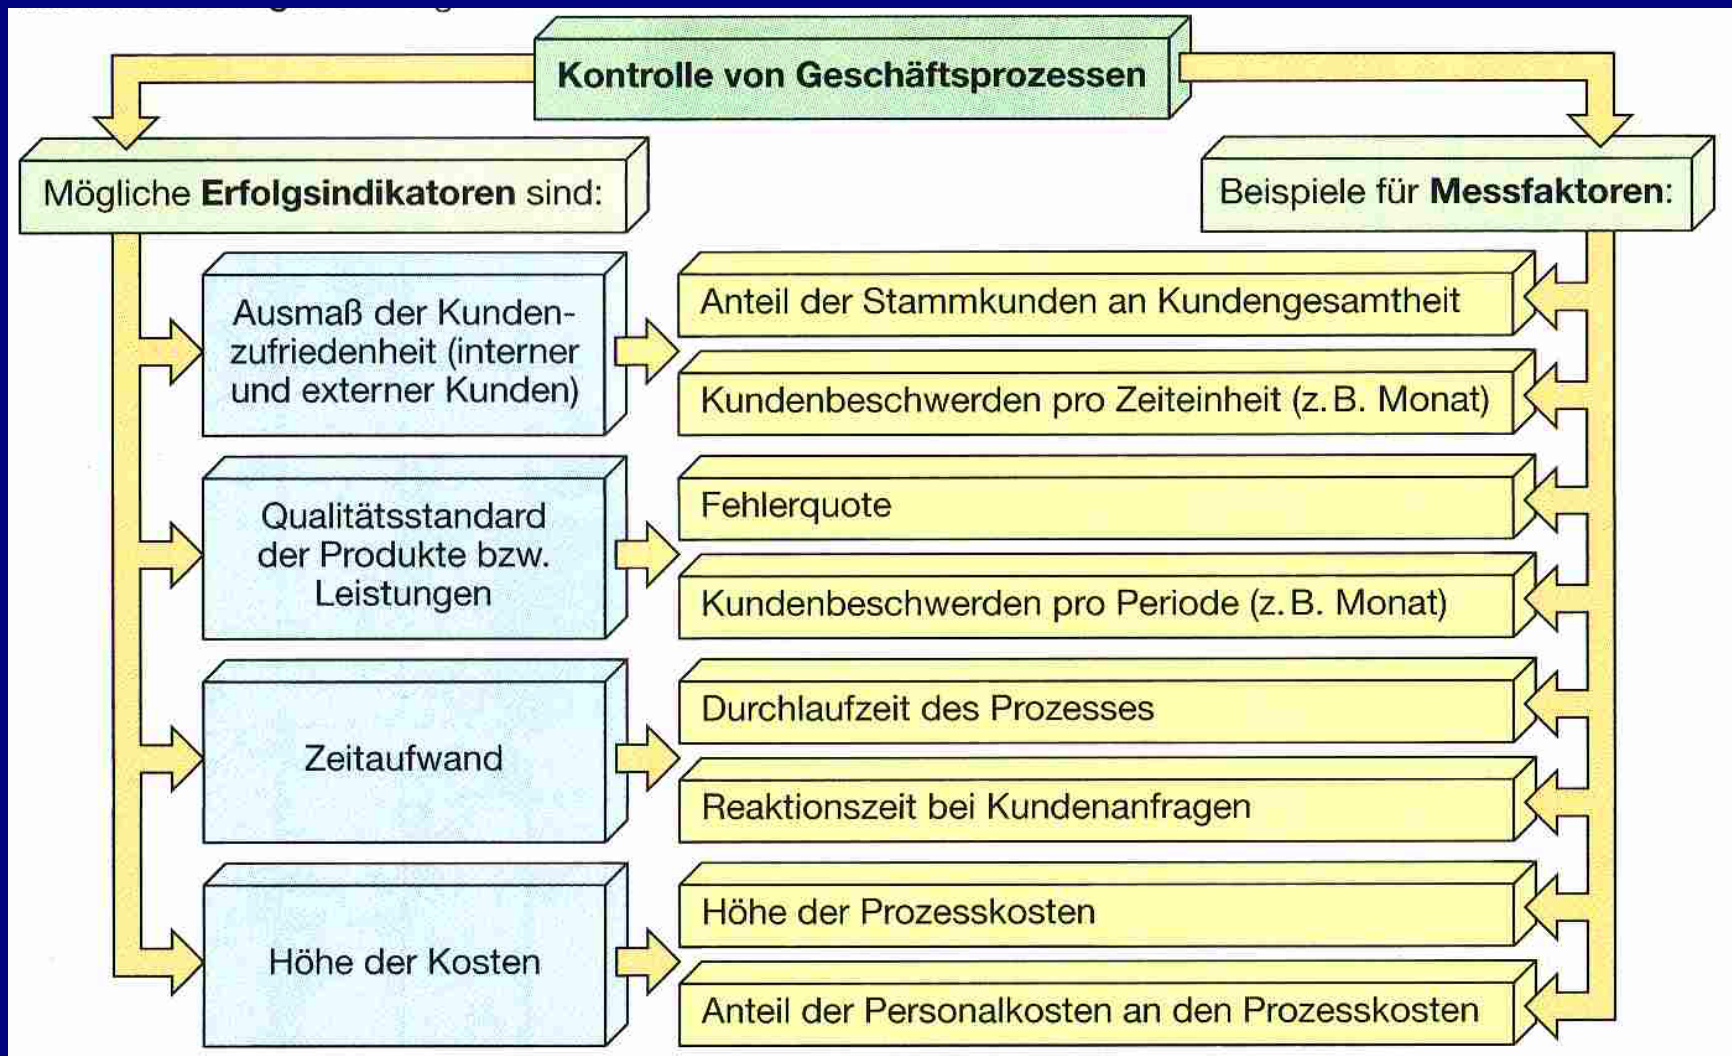 Kontrolle von Geschäftsprozessen
Mögliche Erfolgsindikatoren sind:
Beispiele für Messfaktoren:
Ausmaß der Kunden-
zufriedenheit (interner
und externer Kunden)
Anteil der Stammkunden an Kundengesamtheit
Kundenbeschwerden pro Zeiteinheit (z. B. Monat)
Qualitätsstandard
der Produkte bzw.
Leistungen
Fehlerquote
Kundenbeschwerden pro Periode (z. B. Monat)
Zeitaufwand
Durchlaufzeit des Prozesses
Reaktionszeit bei Kundenanfragen
Höhe der Kosten
Höhe der Prozesskosten
Anteil der Personalkosten an den Prozesskosten